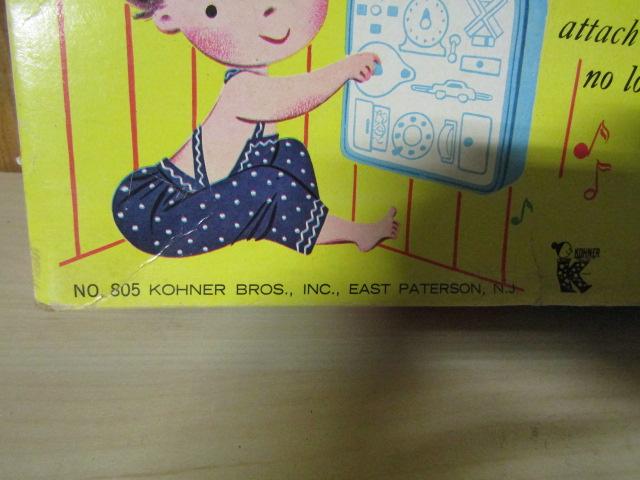 attach
no lo
KOHNER
NO. 805 KOHNER BROS., INC., EAST PATERSON, N.J.